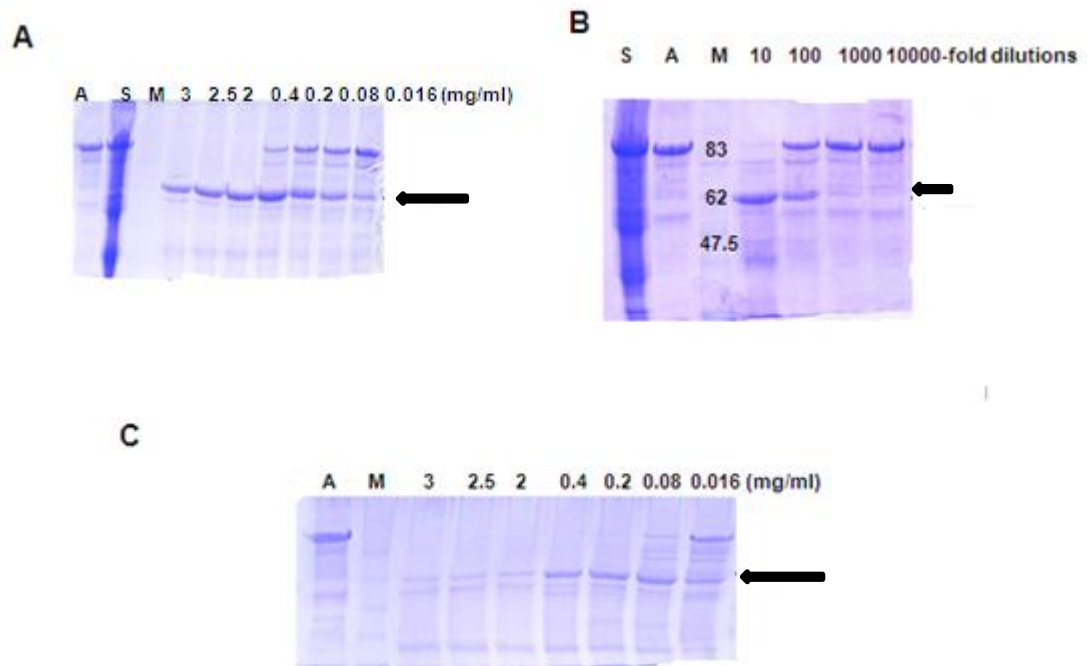 A
A S M 3 2.5 2 0.4 0.2 0.08 0.016 (mg/ml)
B
S A M 10 100 1000 10000-fold dilutions
83
62
47.5
C
A M 3 2.5 2 0.4 0.2 0.08 0.016 (mg/ml)